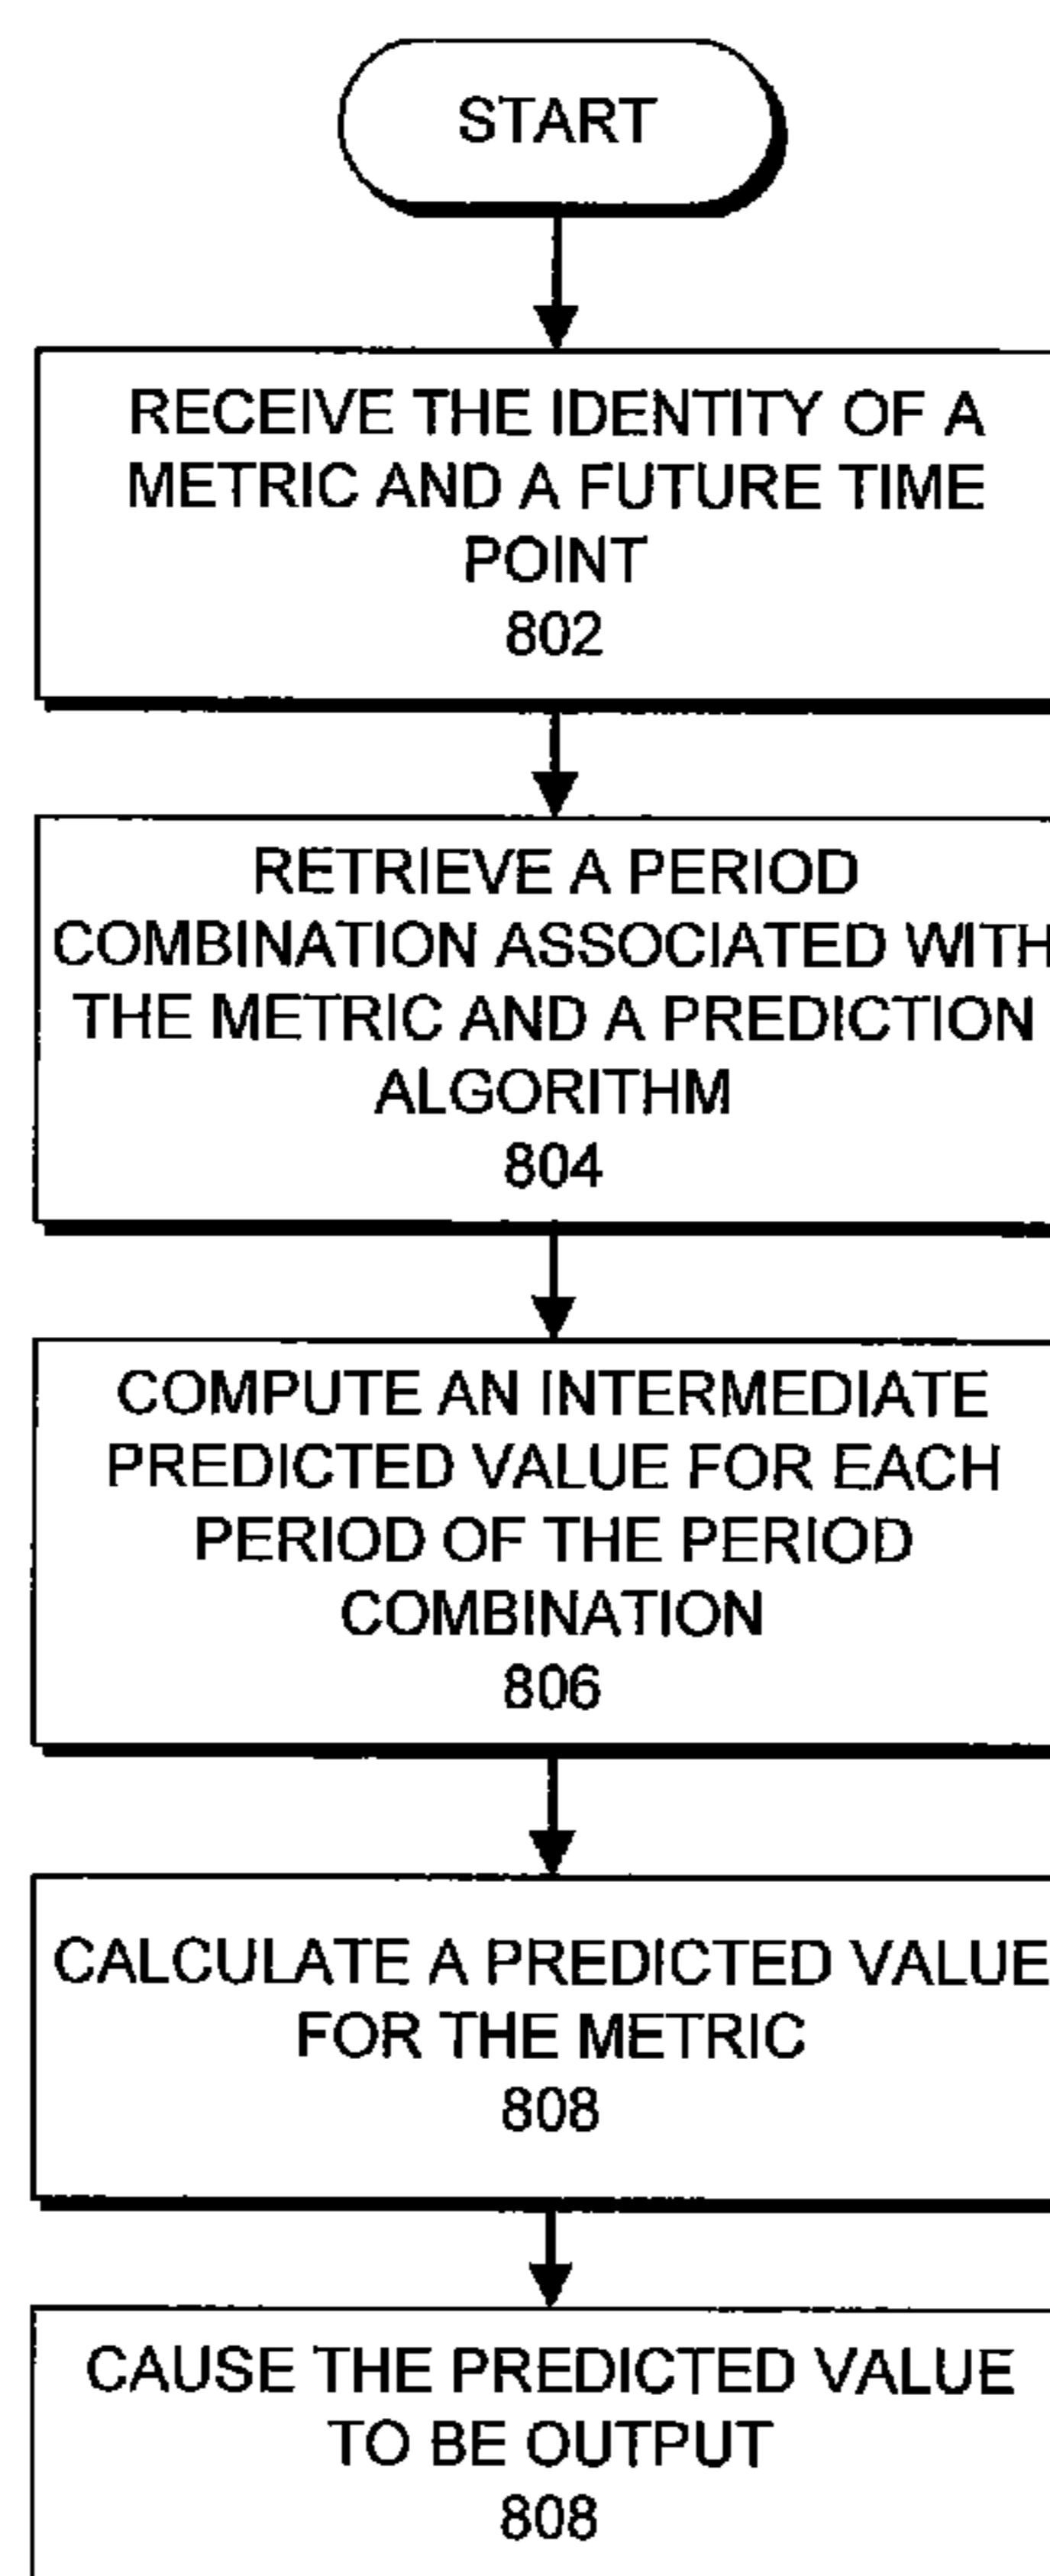 START
RECEIVE THE IDENTITY OF A
METRIC AND A FUTURE TIME
POINT
802
RETRIEVE A PERIOD
COMBINATION ASSOCIATED WITH
THE METRIC AND A PREDICTION
ALGORITHM
804
COMPUTE AN INTERMEDIATE
PREDICTED VALUE FOR EACH
PERIOD OF THE PERIOD
COMBINATION
806
CALCULATE A PREDICTED VALUE
FOR THE METRIC
808
CAUSE THE PREDICTED VALUE
TO BE OUTPUT
808